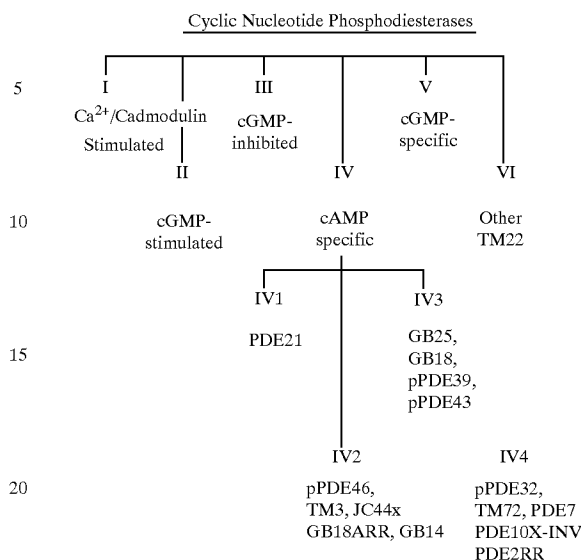 Cyclic Nucleotide Phosphodiesterases
5
I
III
V
Ca2+/Cadmodulin
Stimulated
cGMP-
inhibited
cGMP-
specific
II
IV
VI
10
cGMP-
stimulated
cAMP
specific
Other
TM22
IV1
IV3
PDE21
15
GB25,
GB18,
pPDE39,
pPDE43
IV2
IV4
20
pPDE46,
TM3, JC44x
GB18ARR, GB14
pPDE32,
TM72, PDE7
PDE10X-INV
PDE2RR